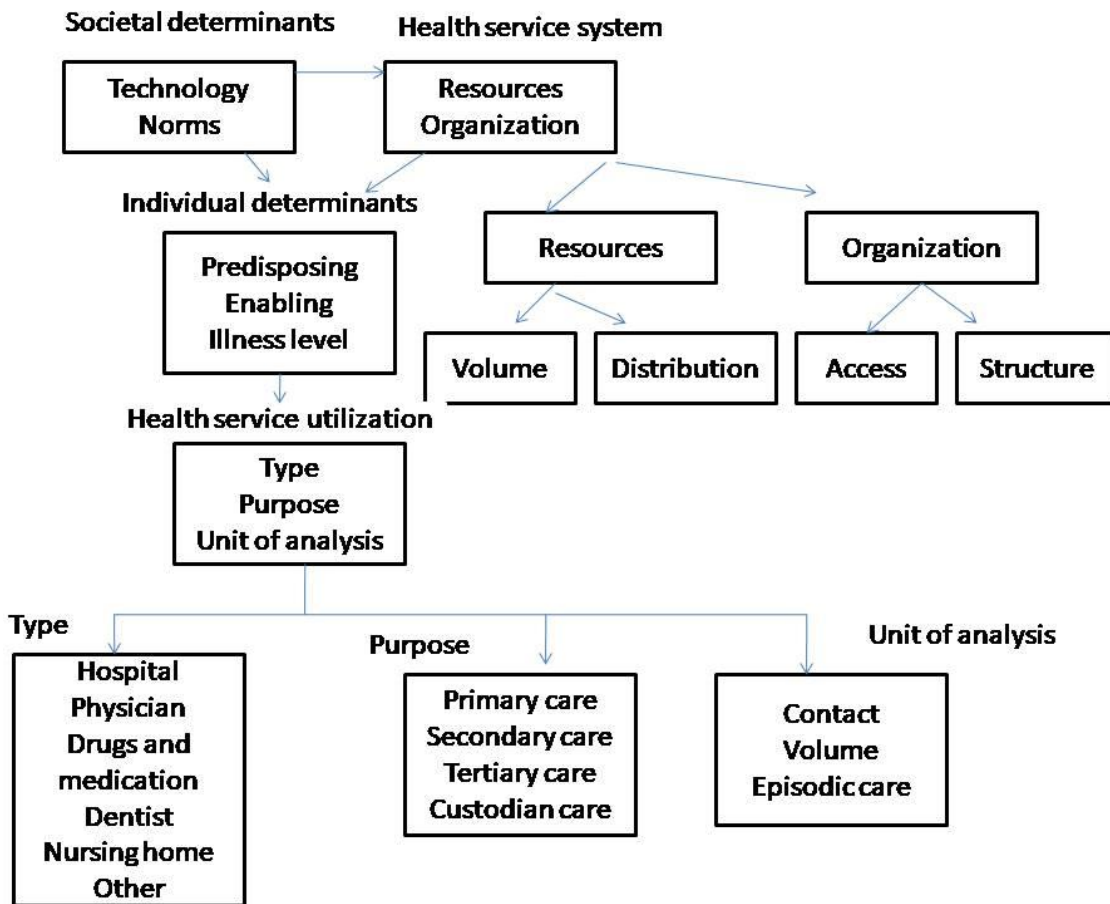 Societal determinants
Health service system
Technology
Norms
Resources
Organization
Individual determinants
Predisposing
Enabling
Illness level
Resources
Organization
Volume
Distribution
Access
Structure
Health service utilization
Type
Purpose
Unit of analysis
Type
Hospital
Physician
Drugs and
medication
Dentist
Nursing home
Other
Purpose
Primary care
Secondary care
Tertiary care
Custodian care
Unit of analysis
Contact
Volume
Episodic care